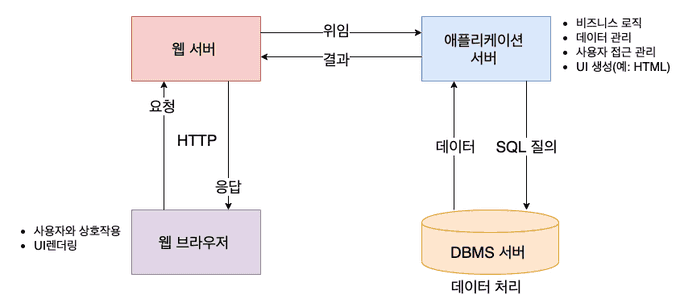 웹 서버
위임
결과
애플리케이션
서버
• 비즈니스 로직
• 데이터 관리
• 사용자 접근 관리
• UI 생성(예: HTML)
요청
HTTP
응답
데이터
SQL 질의
• 사용자와 상호작용
• UI렌더링
웹 브라우저
DBMS 서버
데이터 처리